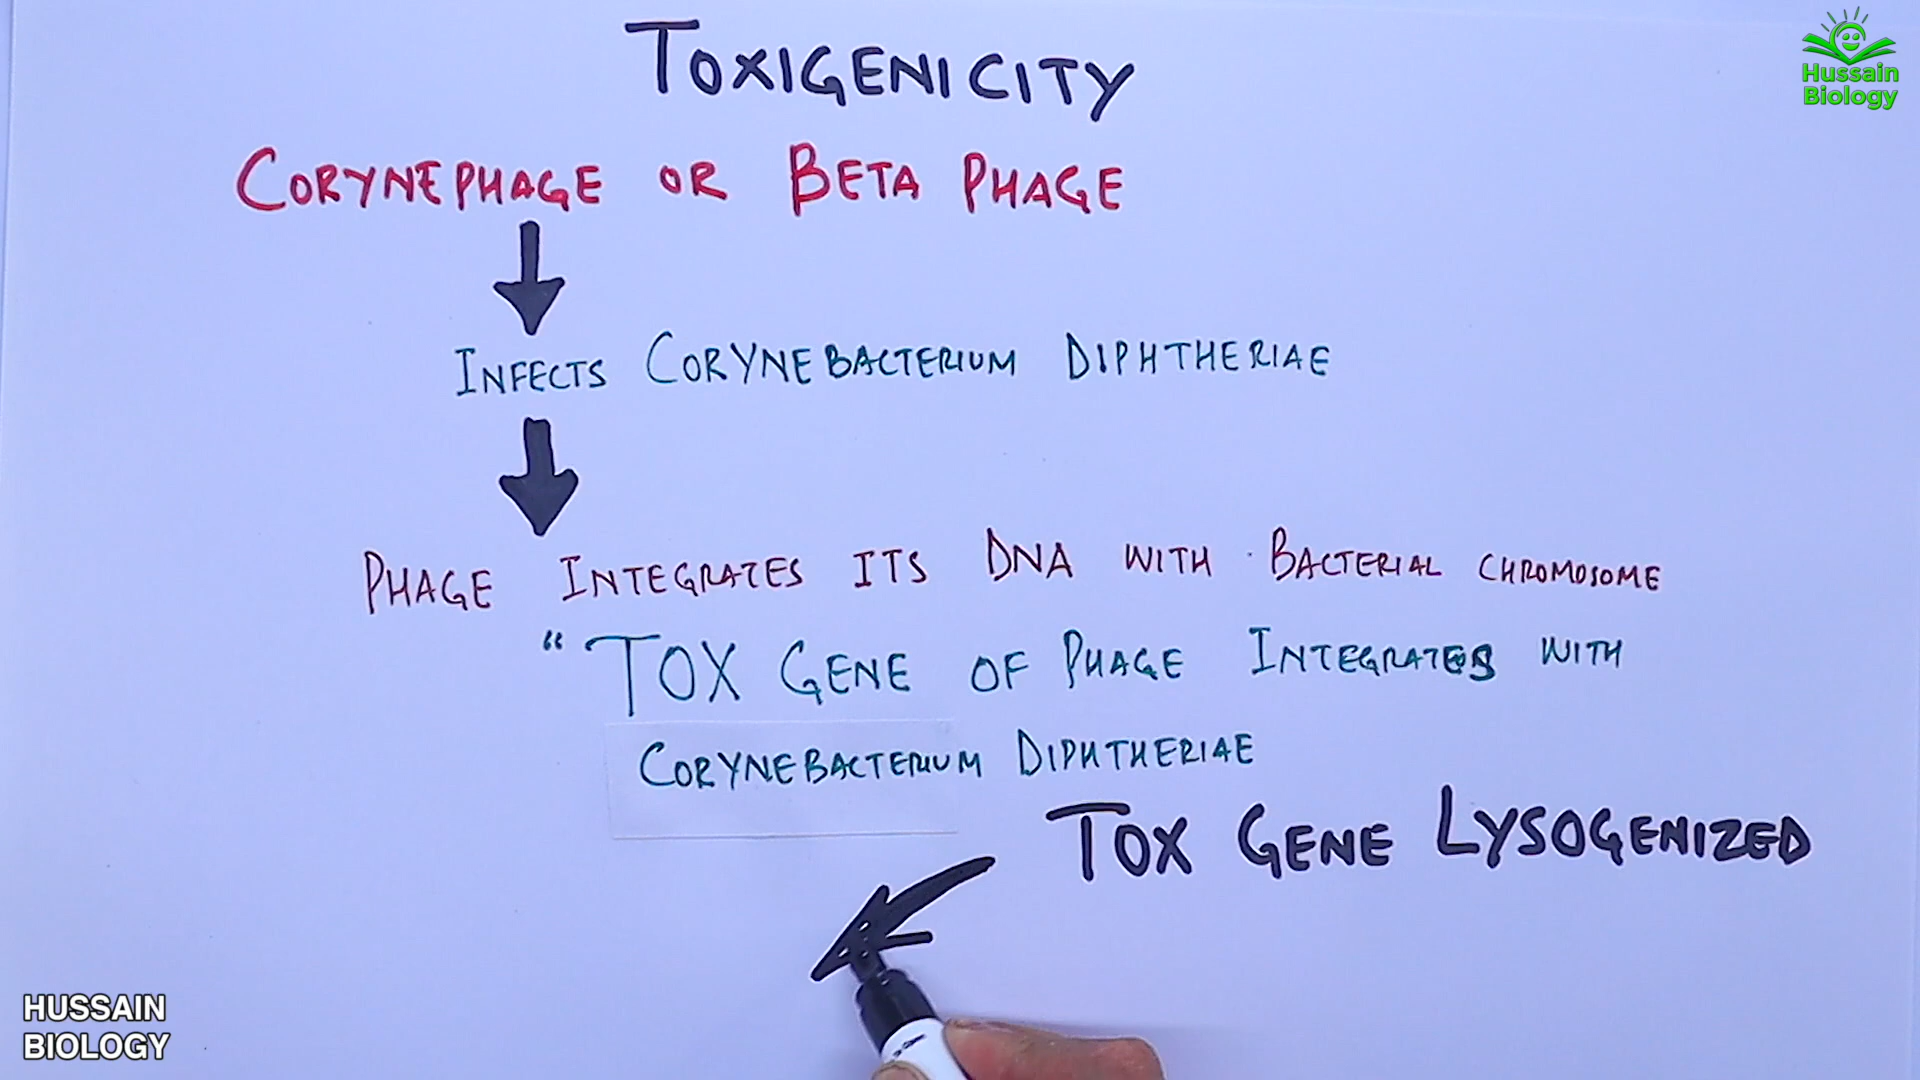 TOXIGENICITY
Hussain
Biology
CORYNEPHAGE OR BETA PHAGE
INFECTS CORYNEBACTERIUM DIPHTHERIAE
PHAGE INTEGRATES ITS DNA WITH BACTERIAL CHROMOSOME
“TOX GENE OF PHAGE INTEGRATES WITH
CORYNEBACTERIUM DIPHTHERIAE
TOX GENE LYSOGENIZED
HUSSAIN
BIOLOGY